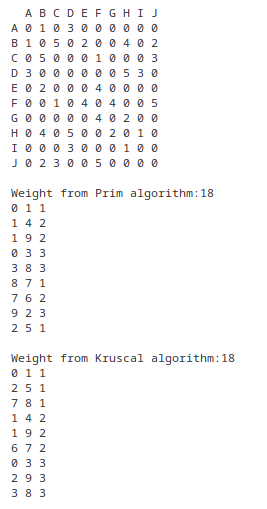 A B C D E F G H I J
A 0 1 0 3 0 0 0 0 0 0
B 1 0 5 0 2 0 0 4 0 2
C 0 5 0 0 0 1 0 0 0 3
D 3 0 0 0 0 0 0 5 3 0
E 0 2 0 0 0 4 0 0 0 0
F 0 0 1 0 4 0 4 0 0 5
G 0 0 0 0 0 4 0 2 0 0
H 0 4 0 5 0 0 2 0 1 0
I 0 0 0 3 0 0 0 1 0 0
J 0 2 3 0 0 5 0 0 0 0
Weight from Prim algorithm:18
0 1 1
1 4 2
1 9 2
0 3 3
3 8 3
8 7 1
7 6 2
9 2 3
2 5 1
Weight from Kruscal algorithm:18
0 1 1
2 5 1
7 8 1
1 4 2
1 9 2
6 7 2
0 3 3
2 9 3
3 8 3